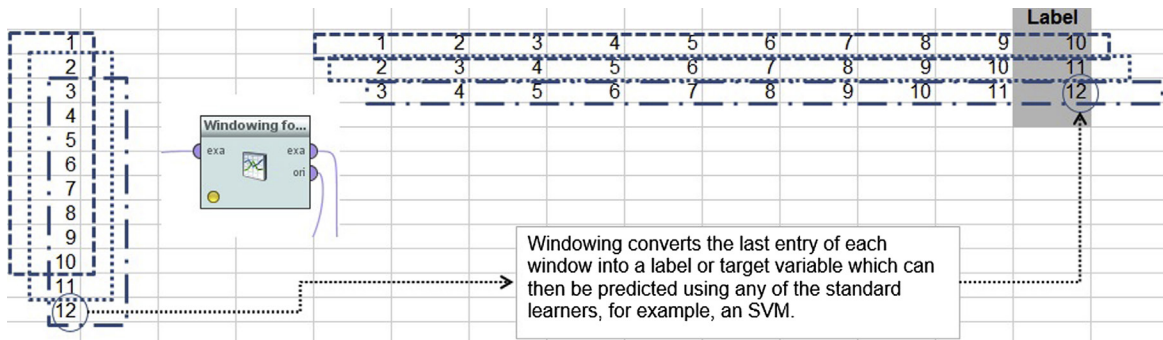 Label
1 1 2 3 4 5 6 7 8 9 10
2 2 3 4 5 6 7 8 9 10 11
3 3 4 5 6 7 8 9 10 11 12
4
Windowing fo...
5
exa exa
6
ori
7
8
9
Windowing converts the last entry of each
10
window into a label or target variable which can
11
then be predicted using any of the standard
12
learners, for example, an SVM.